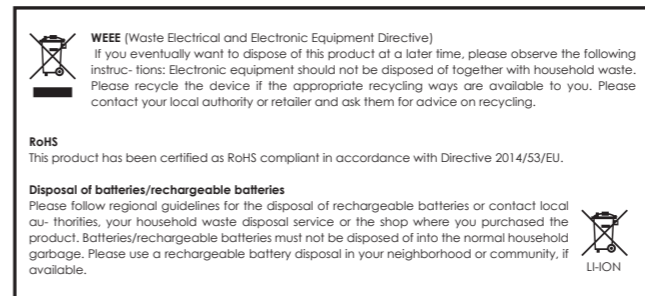 WEEE (Waste Electrical and Electronic Equipment Directive)
If you eventually want to dispose of this product at a later time, please observe the following
instruc- tions: Electronic equipment should not be disposed of together with household waste.
Please recycle the device if the appropriate recycling ways are available to you. Please
contact your local authority or retailer and ask them for advice on recycling.
RoHS
This product has been certified as RoHS compliant in accordance with Directive 2014/53/EU.
Disposal of batteries/rechargeable batteries
Please follow regional guidelines for the disposal of rechargeable batteries or contact local
au- thorities, your household waste disposal service or the shop where you purchased the
product. Batteries/rechargeable batteries must not be disposed of into the normal household
garbage. Please use a rechargeable battery disposal in your neighborhood or community, if
available.
LI-ION